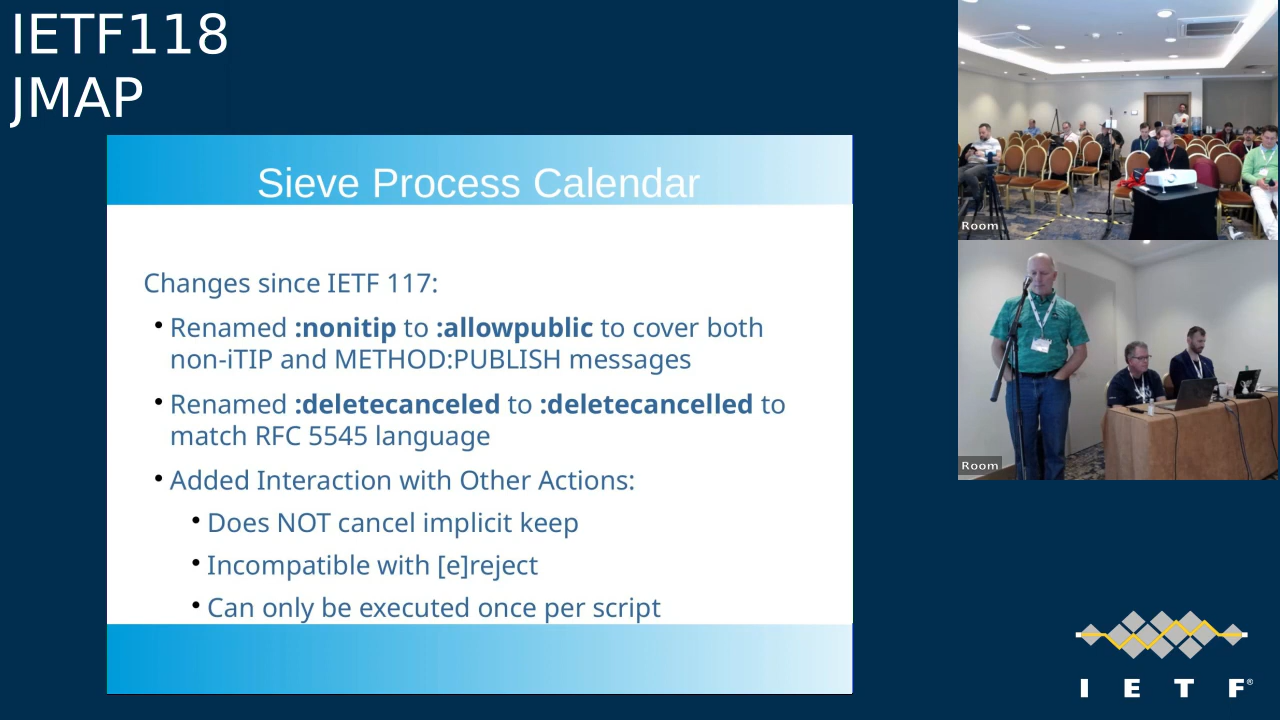 IETF118
JMAP
Sieve Process Calendar
Changes since IETF 117:
• Renamed :nonitip to :allowpublic to cover both
non-iTIP and METHOD:PUBLISH messages
• Renamed :deletecanceled to :deletecancelled to
match RFC 5545 language
• Added Interaction with Other Actions:
• Does NOT cancel implicit keep
• Incompatible with [e]reject
• Can only be executed once per script
Room
Room
I E T F®